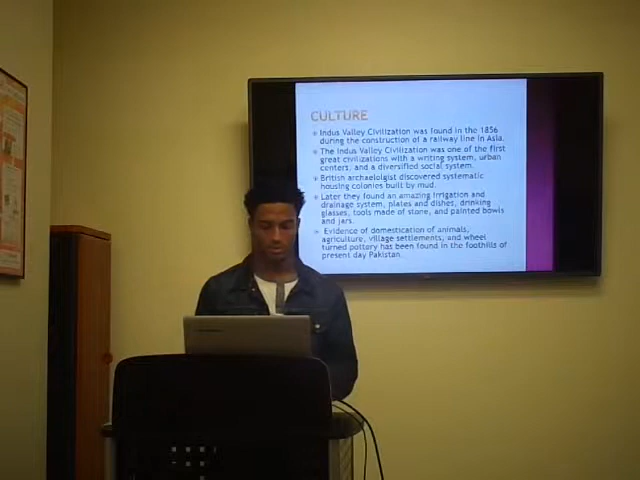 CULTURE
Indus Valley Civilization was found in the 1856
during the construction of a railway line in Asia.
The Indus Valley Civilization was one of the first
great civilizations with a writing system, urban
centers, and a diversified social system.
British archaeloigist discovered systematic
housing colonies built by mud.
Later they found an amazing irrigation and
drainage system, plates and dishes, drinking
glasses, tools made of stone, and painted bowls
and jars.
Evidence of domestication of animals,
agriculture, village settlements, and wheel
turned pottery has been found in the foothills of
present day Pakistan.